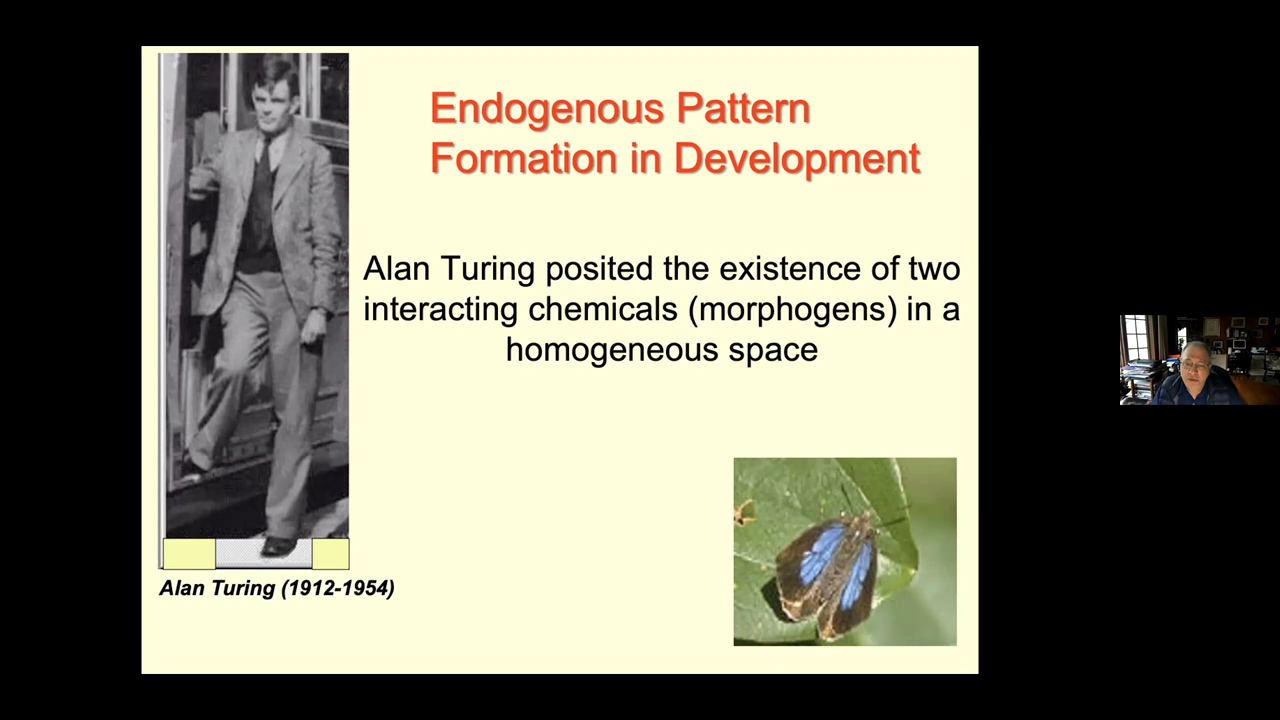 Endogenous Pattern
Formation in Development
Alan Turing posited the existence of two
interacting chemicals (morphogens) in a
homogeneous space
Alan Turing (1912-1954)